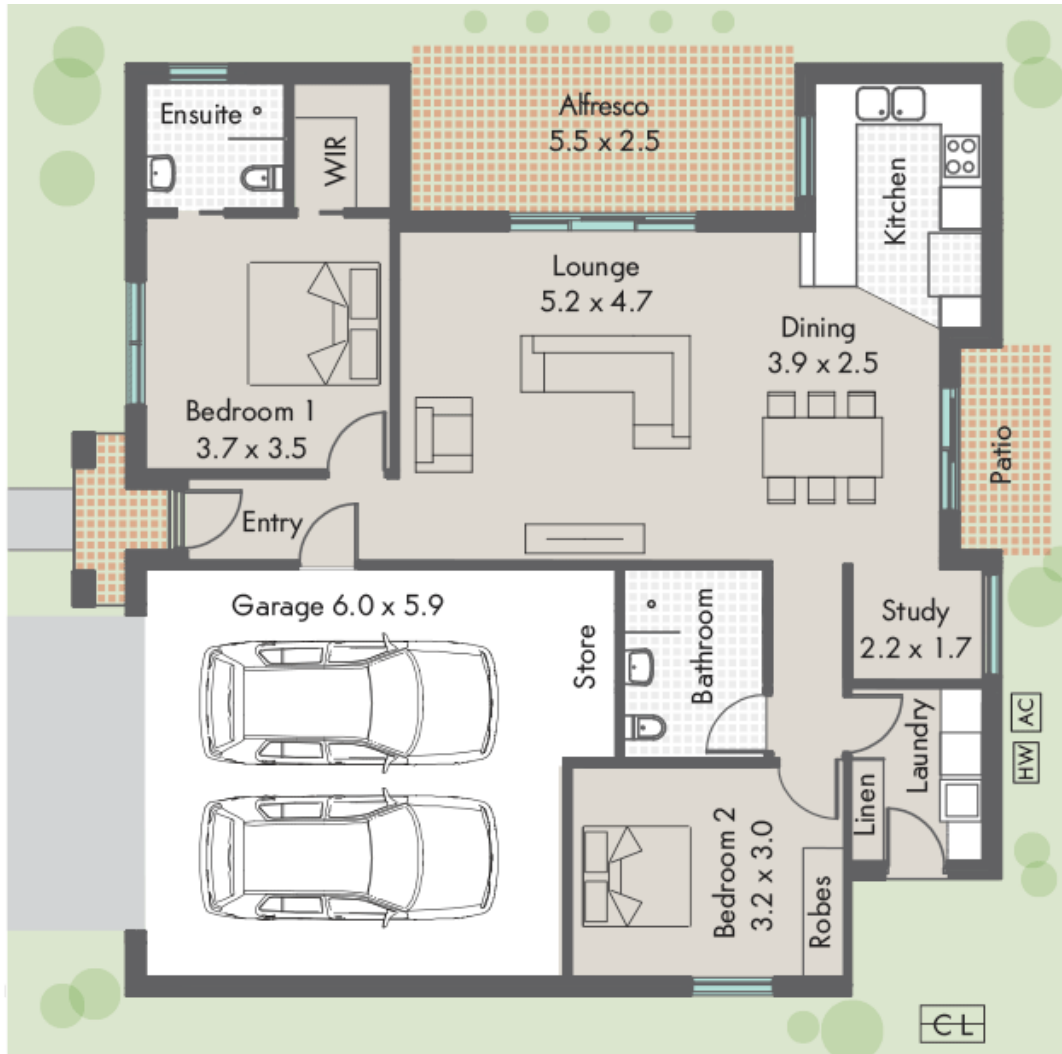 Ensuite
WIR
Alfresco
5.5 x 2.5
Kitchen
Lounge
5.2 x 4.7
Dining
3.9 x 2.5
Bedroom 1
3.7 x 3.5
Patio
Entry
Garage 6.0 x 5.9
Store
Bathroom
Study
2.2 x 1.7
Laundry
AC
HW
Linen
Bedroom 2
3.2 x 3.0
Robes
CL